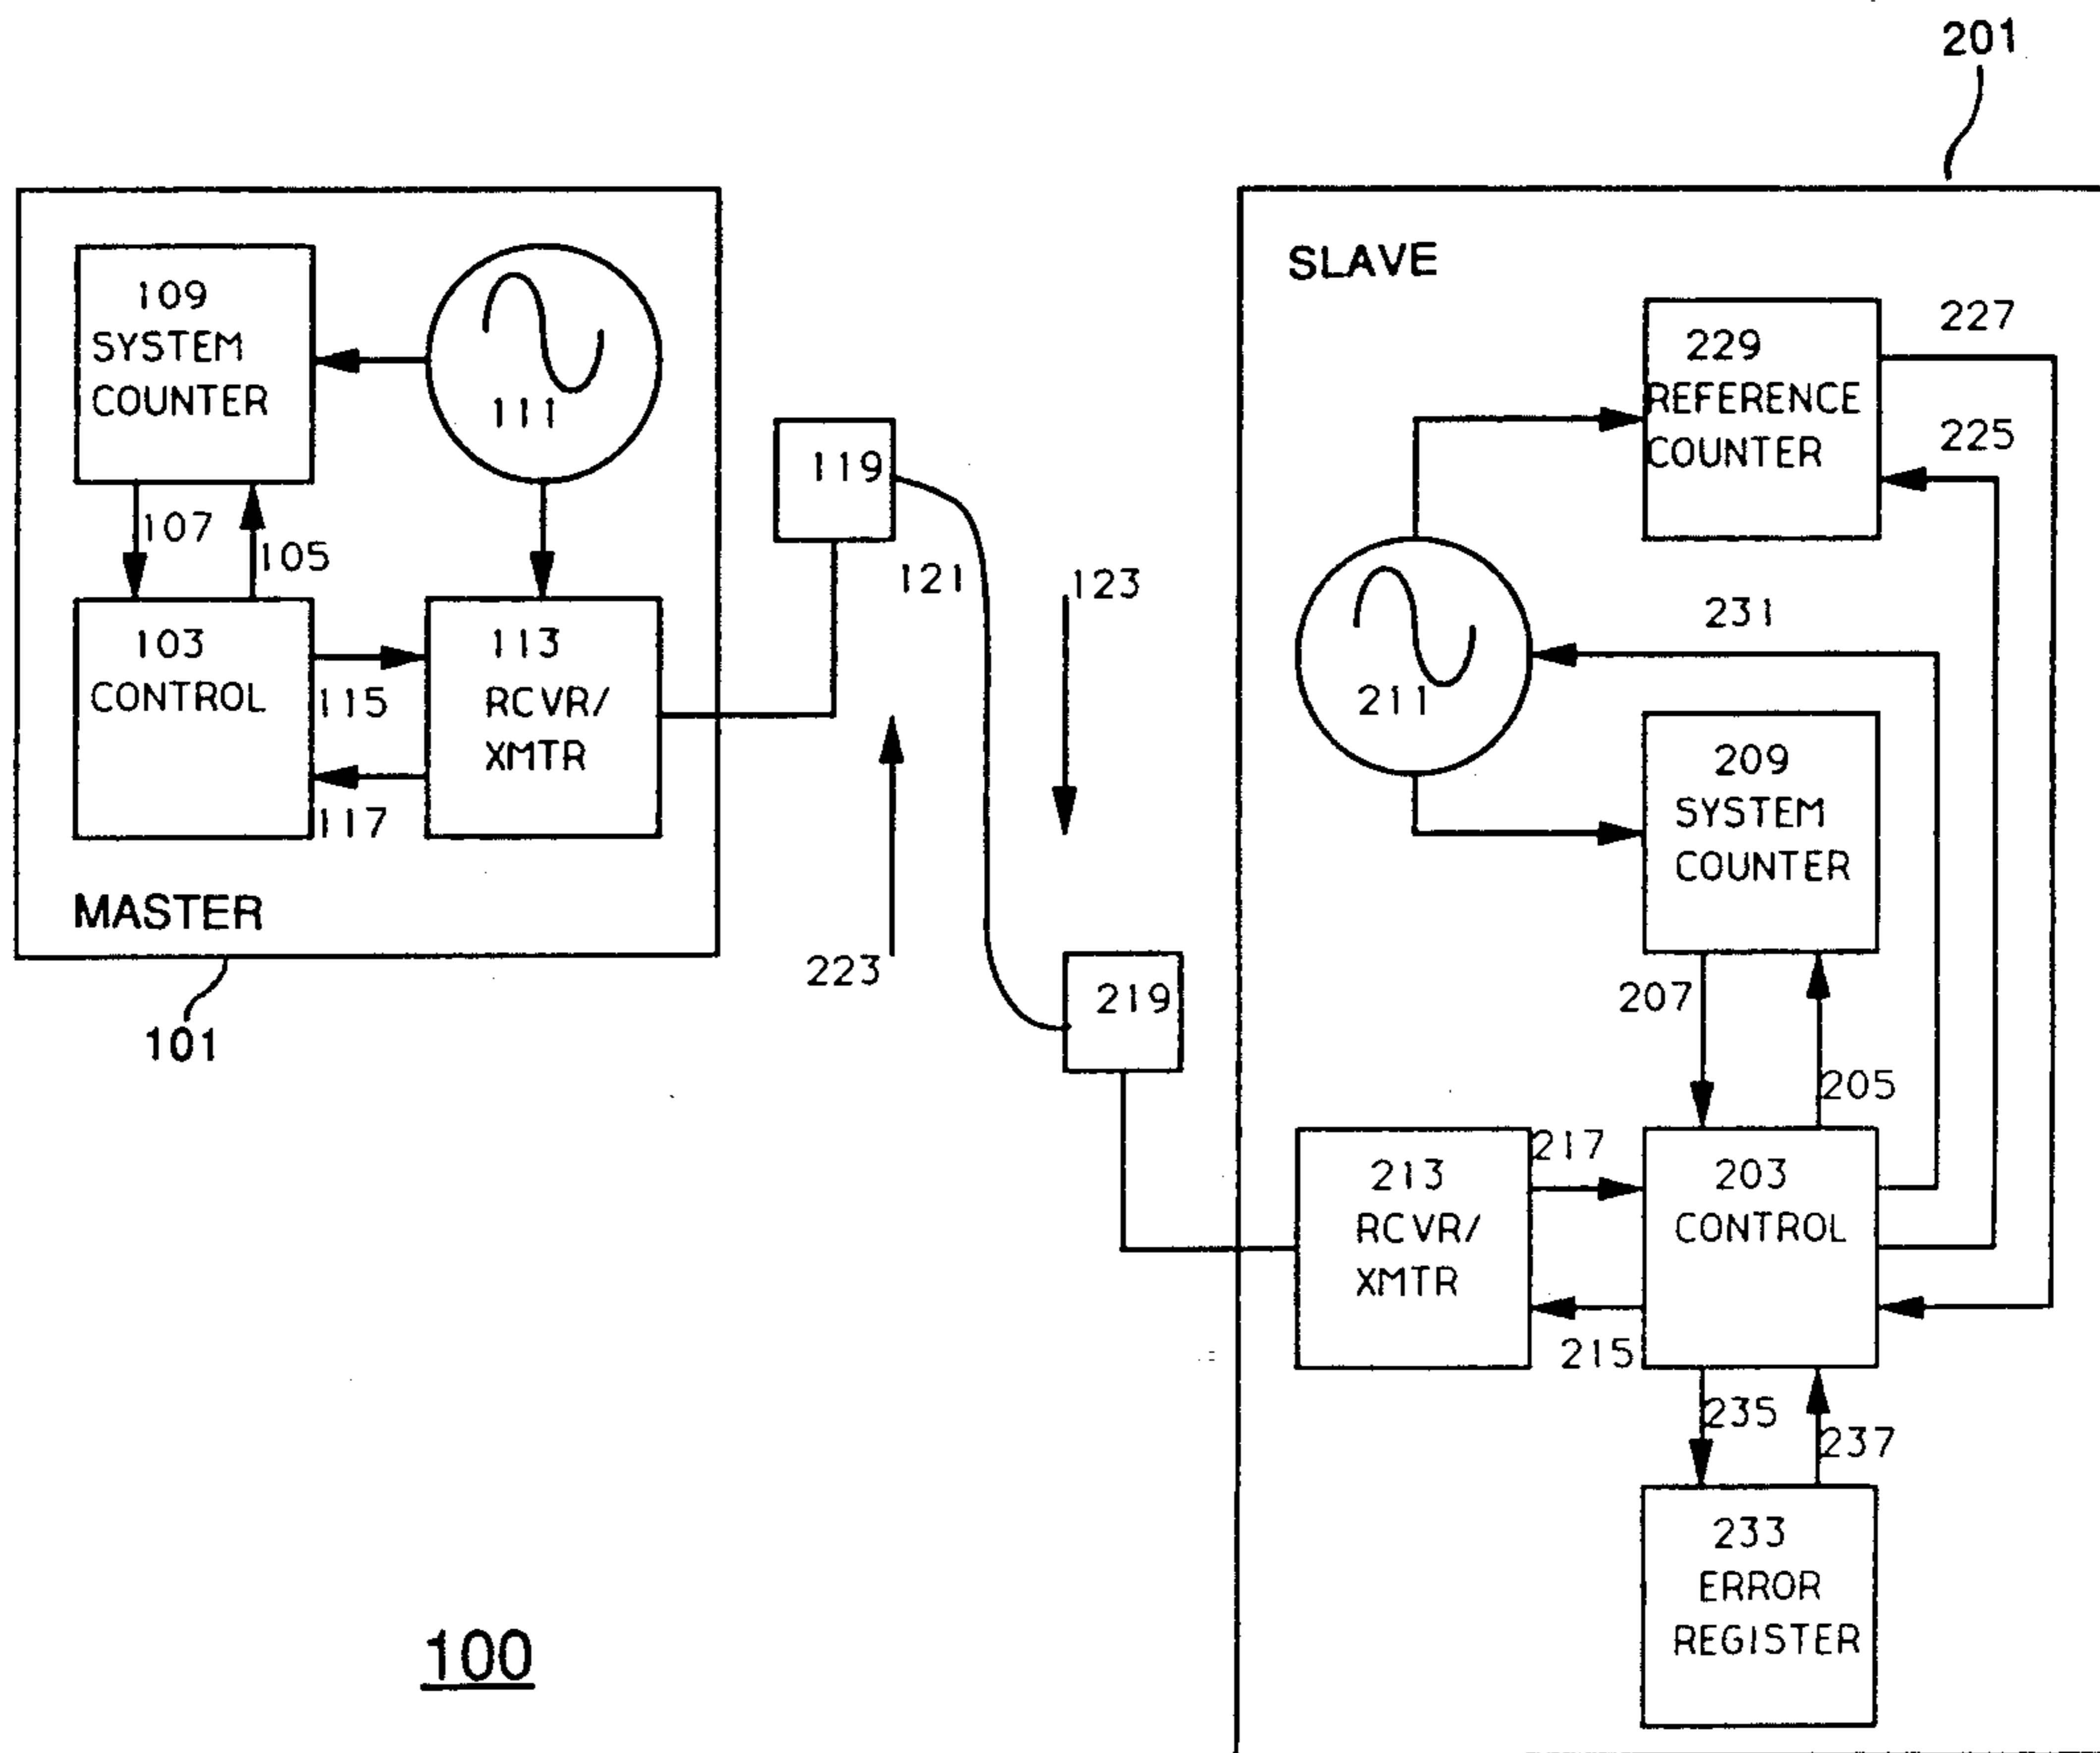 201
109
SYSTEM
COUNTER
111
107
105
103
CONTROL
115
117
113
RCVR/
XMTR
MASTER
101
119
121
123
223
219
SLAVE
229
REFERENCE
COUNTER
227
225
231
211
209
SYSTEM
COUNTER
207
205
213
RCVR/
XMTR
217
215
203
CONTROL
235
237
233
ERROR
REGISTER
100